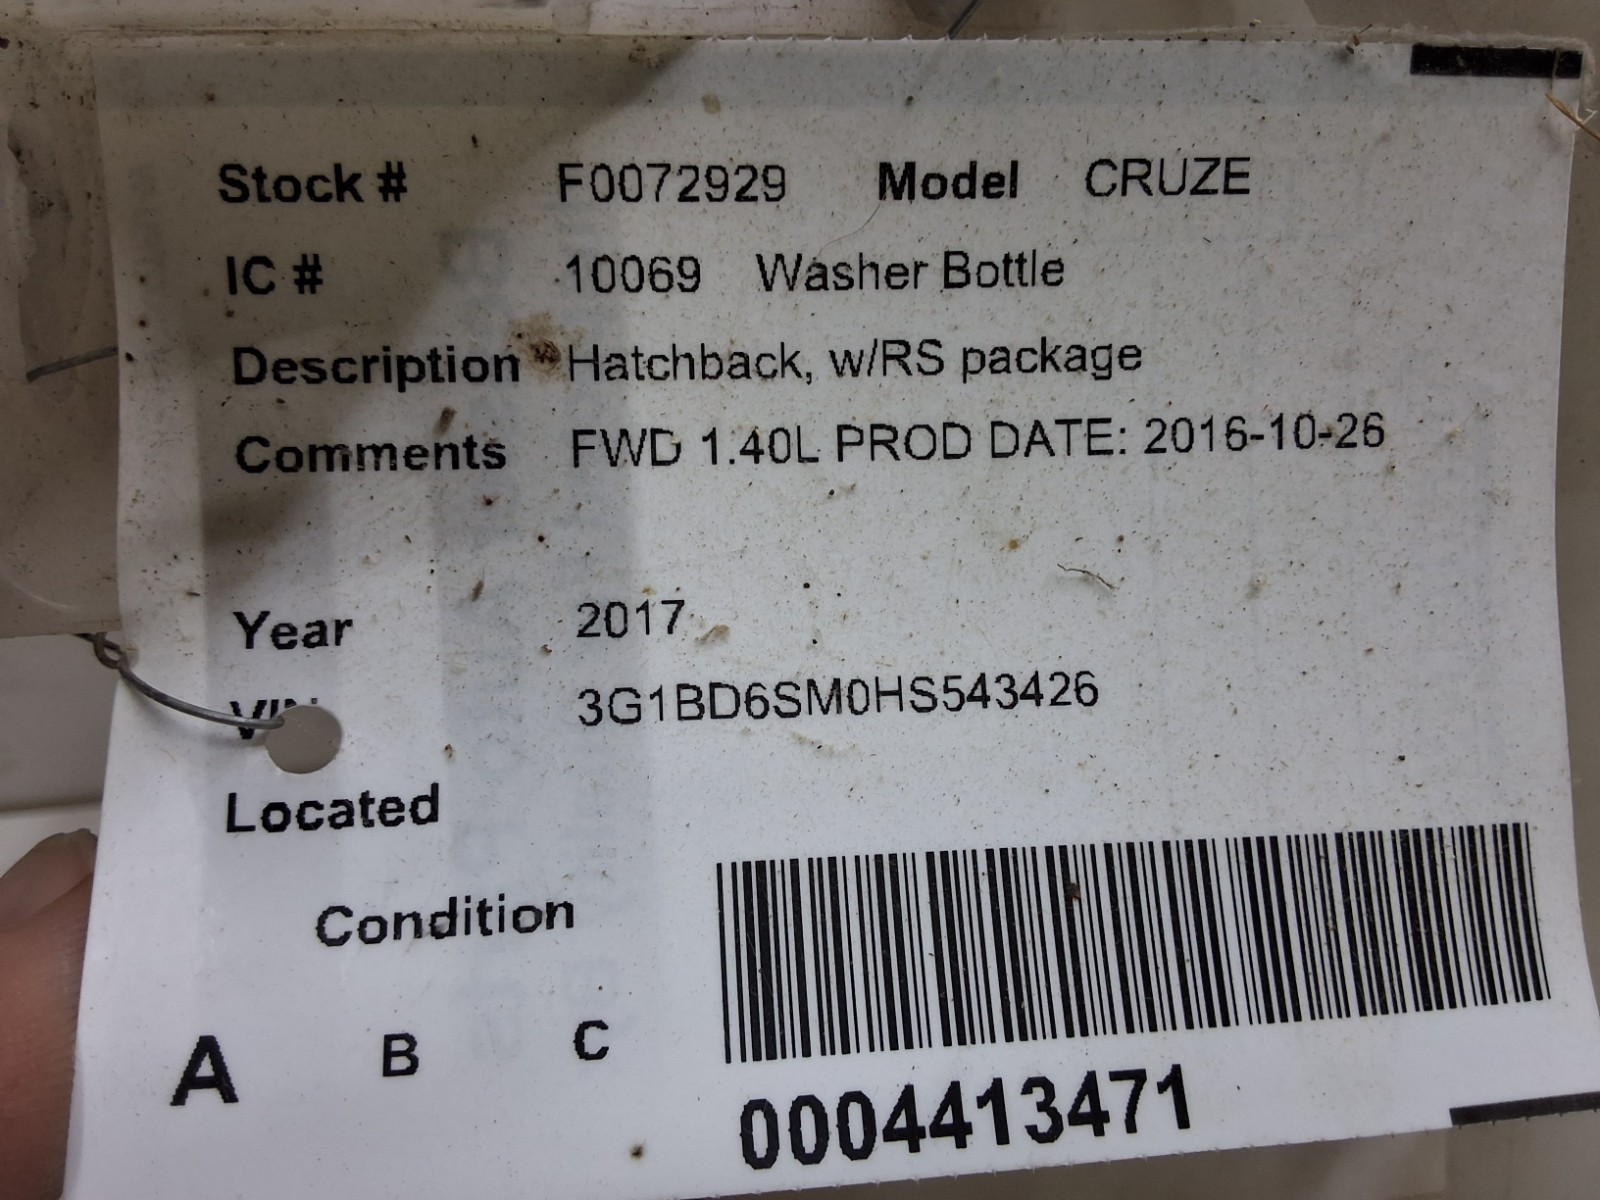 Stock # F0072929 Model CRUZE
IC # 10069 Washer Bottle
Description Hatchback, w/RS package
Comments FWD 1.40L PROD DATE: 2016-10-26
Year 2017
VIN 3G1BD6SM0HS543426
Located
Condition
A B C
0004413471